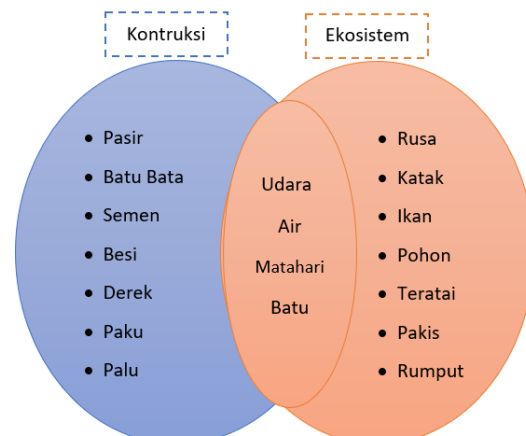 Kontruksi
Ekosistem
• Pasir
• Batu Bata
• Semen
• Besi
• Derek
• Paku
• Palu
Udara
Air
Matahari
Batu
• Rusa
• Katak
• Ikan
• Pohon
• Teratai
• Pakis
• Rumput